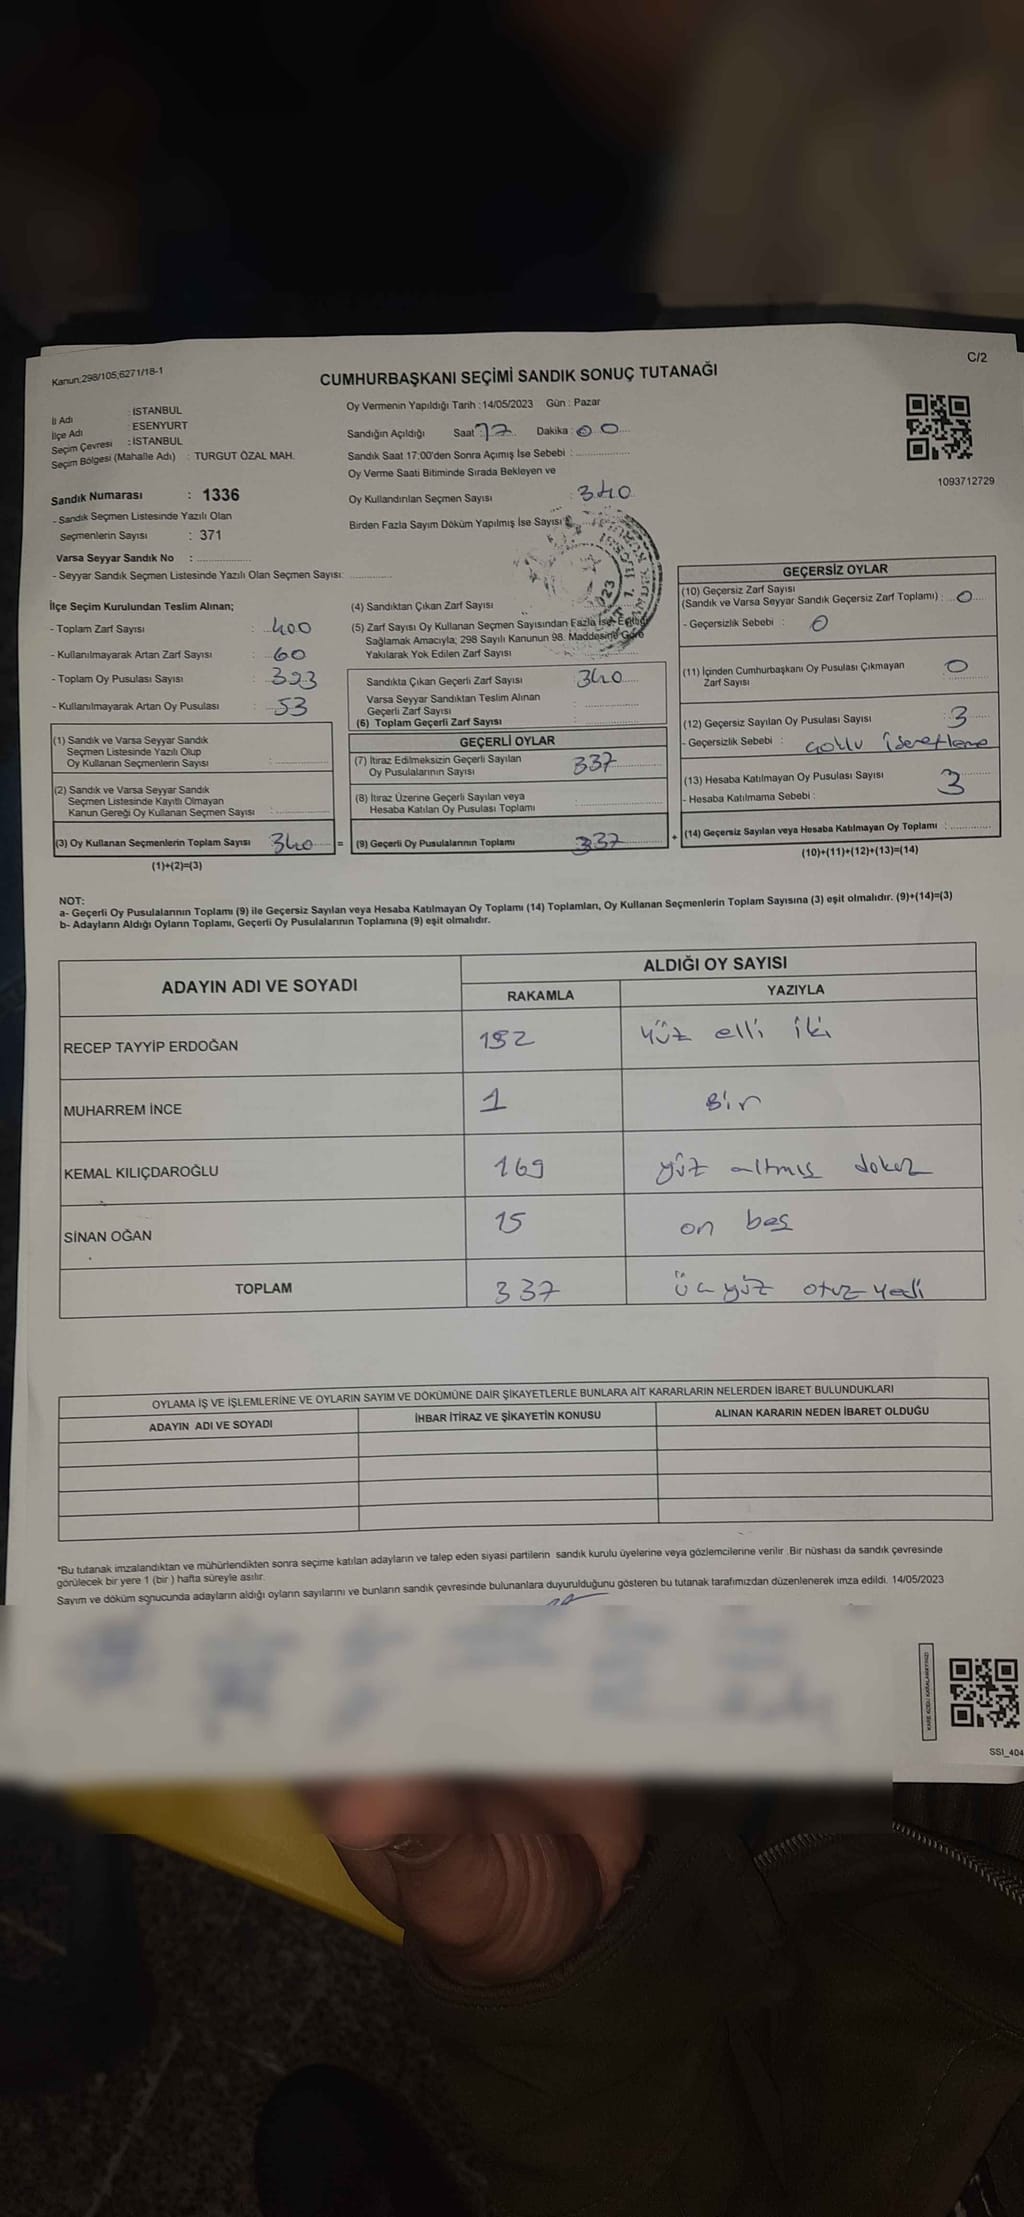 Kanun;298/105;6271/18-1
C/2
CUMHURBAŞKANI SEÇİMİ SANDIK SONUÇ TUTANAĞI
İl Adı : İSTANBUL
İlçe Adı : ESENYURT
Seçim Çevresi : İSTANBUL
Seçim Bölgesi (Mahalle Adı) : TURGUT ÖZAL MAH.
Sandık Numarası : 1336
- Sandık Seçmen Listesinde Yazılı Olan
Seçmenlerin Sayısı : 371
Varsa Seyyar Sandık No :
- Seyyar Sandık Seçmen Listesinde Yazılı Olan Seçmen Sayısı:
Oy Vermenin Yapıldığı Tarih : 14/05/2023 Gün : Pazar
Sandığın Açıldığı Saat : 17 Dakika : 00
Sandık Saat 17:00'den Sonra Açımış İse Sebebi :
Oy Verme Saati Bitiminde Sırada Bekleyen ve
Oy Kullandırılan Seçmen Sayısı : 340
Birden Fazla Sayım Döküm Yapılmış İse Sayısı
1093712729
İlçe Seçim Kurulundan Teslim Alınan;
- Toplam Zarf Sayısı : 400
- Kullanılmayarak Artan Zarf Sayısı : 60
- Toplam Oy Pusulası Sayısı : 393
- Kullanılmayarak Artan Oy Pusulası : 53
(1) Sandık ve Varsa Seyyar Sandık
Seçmen Listesinde Yazılı Olup
Oy Kullanan Seçmenlerin Sayısı :
(2) Sandık ve Varsa Seyyar Sandık
Seçmen Listesinde Kayıtlı Olmayan
Kanun Gereği Oy Kullanan Seçmen Sayısı :
(3) Oy Kullanan Seçmenlerin Toplam Sayısı 340 =
(1)+(2)=(3)
(4) Sandıktan Çıkan Zarf Sayısı
(5) Zarf Sayısı Oy Kullanan Seçmen Sayısından Fazla İse Eşitliği
Sağlamak Amacıyla; 298 Sayılı Kanunun 98. Maddesine Göre
Yakılarak Yok Edilen Zarf Sayısı
Sandıkta Çıkan Geçerli Zarf Sayısı : 340
Varsa Seyyar Sandıktan Teslim Alınan
Geçerli Zarf Sayısı :
(6) Toplam Geçerli Zarf Sayısı :
GEÇERLİ OYLAR
(7) İtiraz Edilmeksizin Geçerli Sayılan
Oy Pusulalarının Sayısı 337
(8) İtiraz Üzerine Geçerli Sayılan veya
Hesaba Katılan Oy Pusulası Toplamı :
(9) Geçerli Oy Pusulalarının Toplamı : 337 +
GEÇERSİZ OYLAR
(10) Geçersiz Zarf Sayısı
(Sandık ve Varsa Seyyar Sandık Geçersiz Zarf Toplamı) : 0
- Geçersizlik Sebebi : 0
(11) İçinden Cumhurbaşkanı Oy Pusulası Çıkmayan
Zarf Sayısı 0
(12) Geçersiz Sayılan Oy Pusulası Sayısı 3
- Geçersizlik Sebebi :
(13) Hesaba Katılmayan Oy Pusulası Sayısı 3
- Hesaba Katılmama Sebebi :
(14) Geçersiz Sayılan veya Hesaba Katılmayan Oy Toplamı :
(10)+(11)+(12)+(13)=(14)
NOT:
a- Geçerli Oy Pusulalarının Toplamı (9) ile Geçersiz Sayılan veya Hesaba Katılmayan Oy Toplamı (14) Toplamları, Oy Kullanan Seçmenlerin Toplam Sayısına (3) eşit olmalıdır. (9)+(14)=(3)
b- Adayların Aldığı Oyların Toplamı, Geçerli Oy Pusulalarının Toplamına (9) eşit olmalıdır.
ADAYIN ADI VE SOYADI
ALDIĞI OY SAYISI
RAKAMLA YAZIYLA
RECEP TAYYİP ERDOĞAN 152 yüz elli iki
MUHARREM İNCE 1 Bir
KEMAL KILIÇDAROĞLU 169 yüz altmış dokuz
SİNAN OĞAN 15 on beş
TOPLAM 337 üç yüz otuz yedi
OYLAMA İŞ VE İŞLEMLERİNE VE OYLARIN SAYIM VE DÖKÜMÜNE DAİR ŞİKAYETLERLE BUNLARA AİT KARARLARIN NELERDEN İBARET BULUNDUKLARI
ADAYIN ADI VE SOYADI İHBAR İTİRAZ VE ŞİKAYETİN KONUSU ALINAN KARARIN NEDEN İBARET OLDUĞU
*Bu tutanak imzalandıktan ve mühürlendikten sonra seçime katılan adayların ve talep eden siyasi partilerin sandık kurulu üyelerine veya gözlemcilerine verilir .Bir nüshası da sandık çevresinde
görülecek bir yere 1 (bir ) hafta süreyle asılır.
Sayım ve döküm sonucunda adayların aldığı oyların sayılarını ve bunların sandık çevresinde bulunanlara duyurulduğunu gösteren bu tutanak tarafımızdan düzenlenerek imza edildi. 14/05/2023
SSI_404